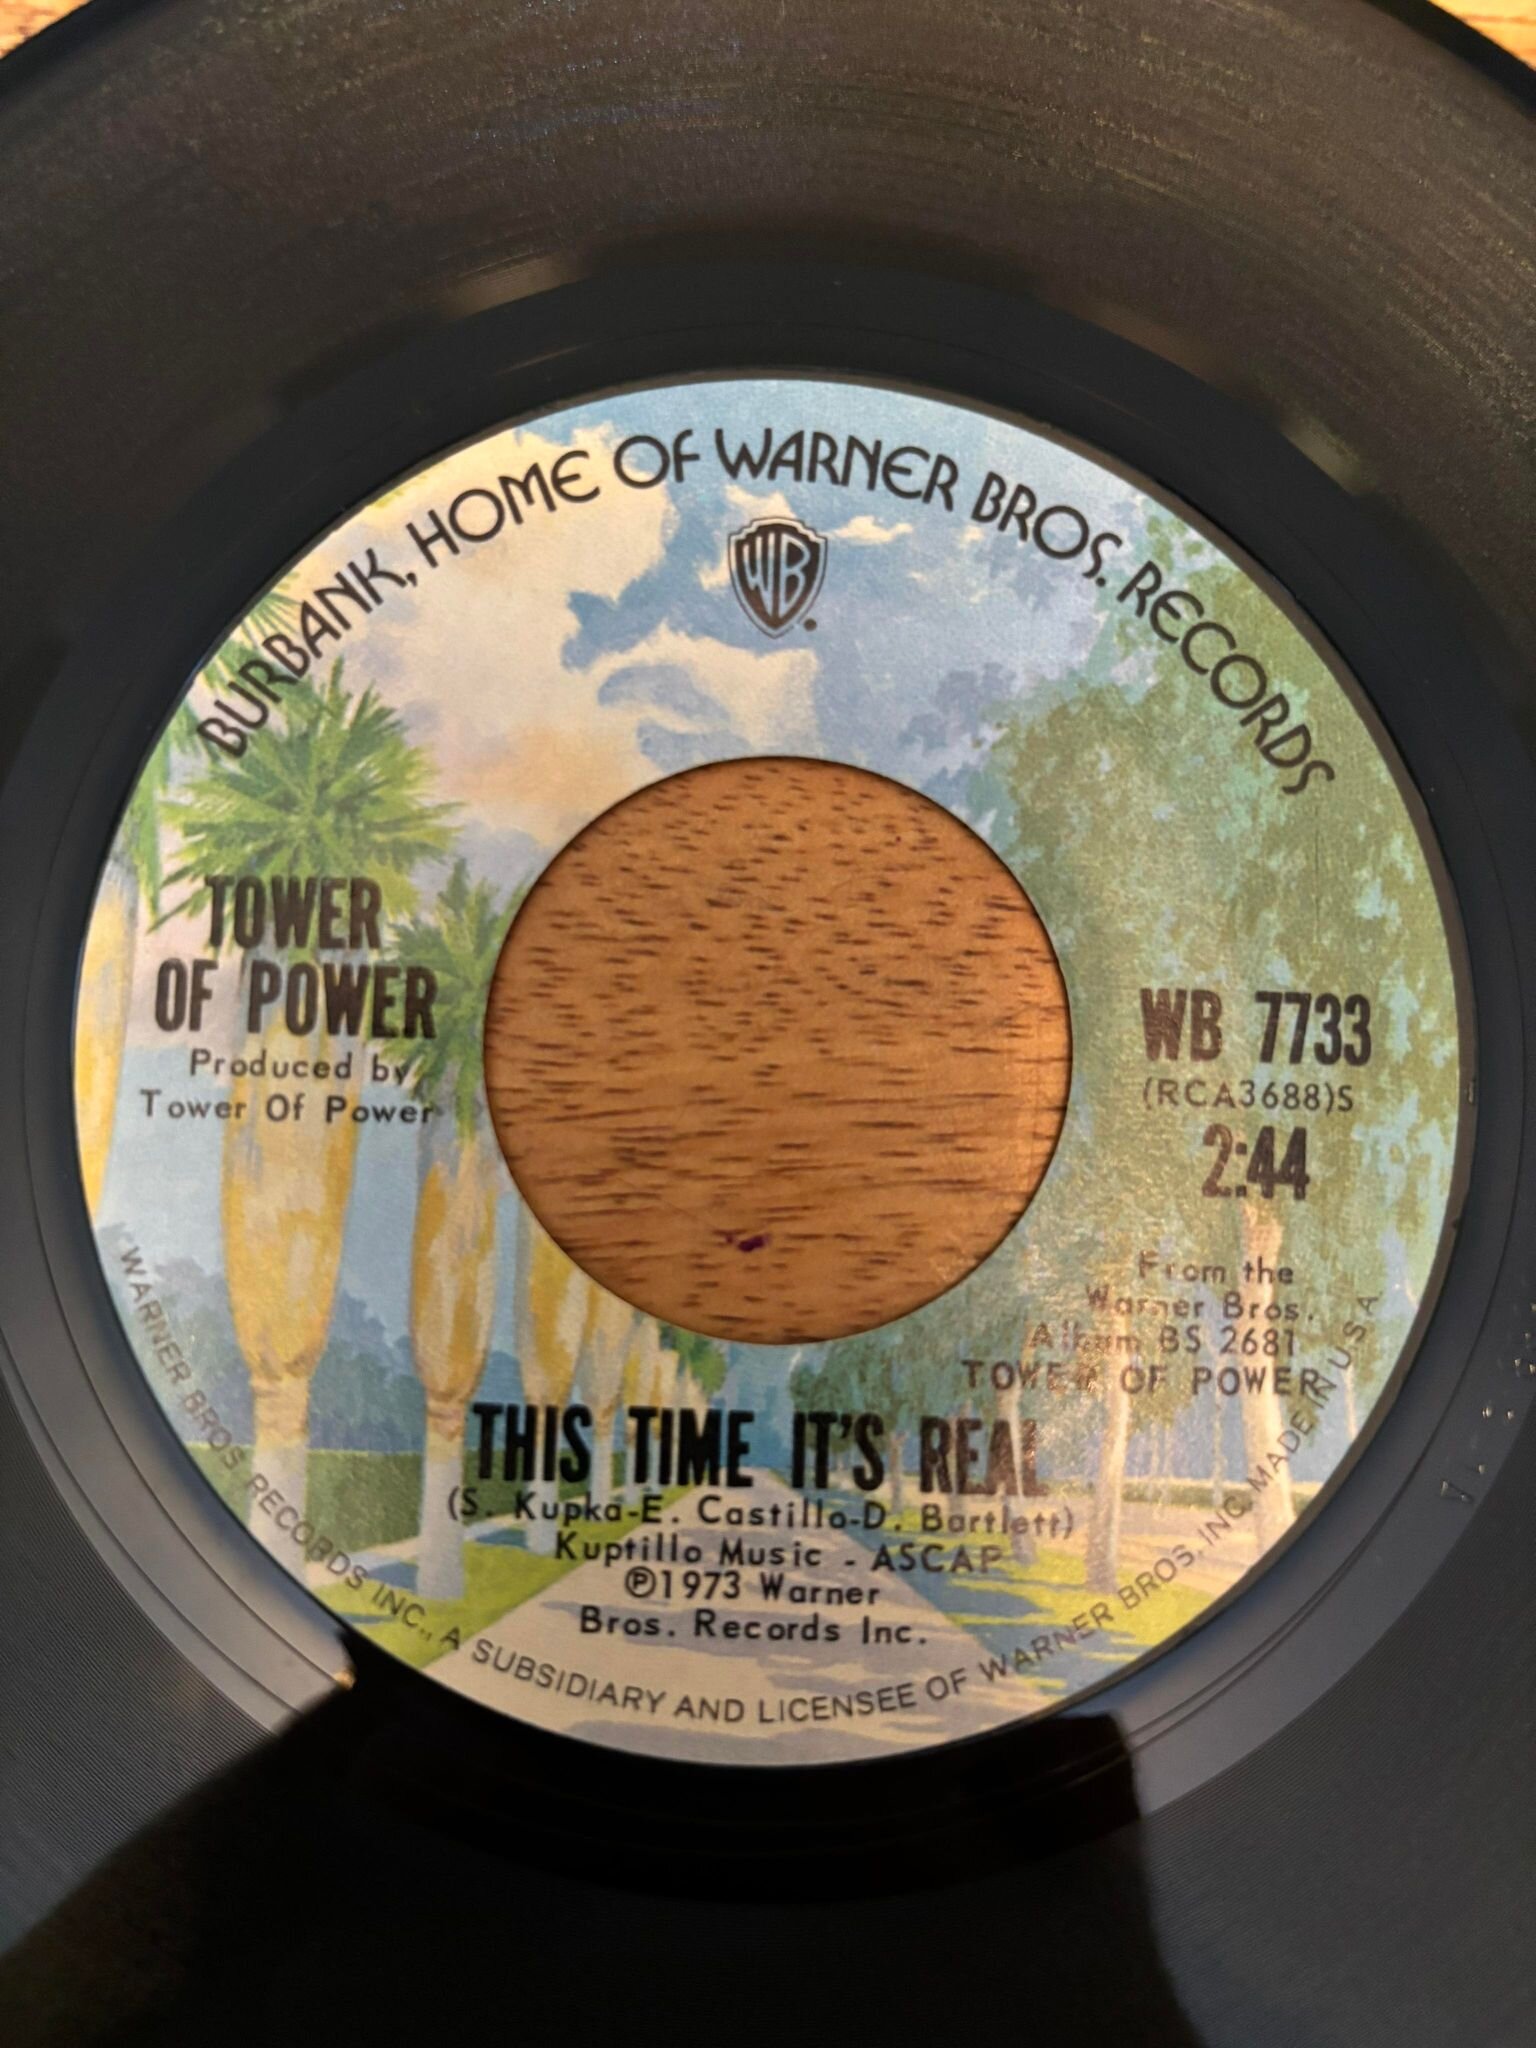 BURBANK, HOME OF WARNER BROS. RECORDS
WB
TOWER
OF POWER
Produced by
Tower Of Power
WB 7733
(RCA3688)S
2:44
From the
Warner Bros.
Album BS 2681
TOWER OF POWER
THIS TIME IT'S REAL
(S. Kupka-E. Castillo-D. Bartlett)
Kuptillo Music - ASCAP
℗1973 Warner
Bros. Records Inc.
WARNER BROS RECORDS INC., A SUBSIDIARY AND LICENSEE OF WARNER BROS. INC. MADE IN U S A